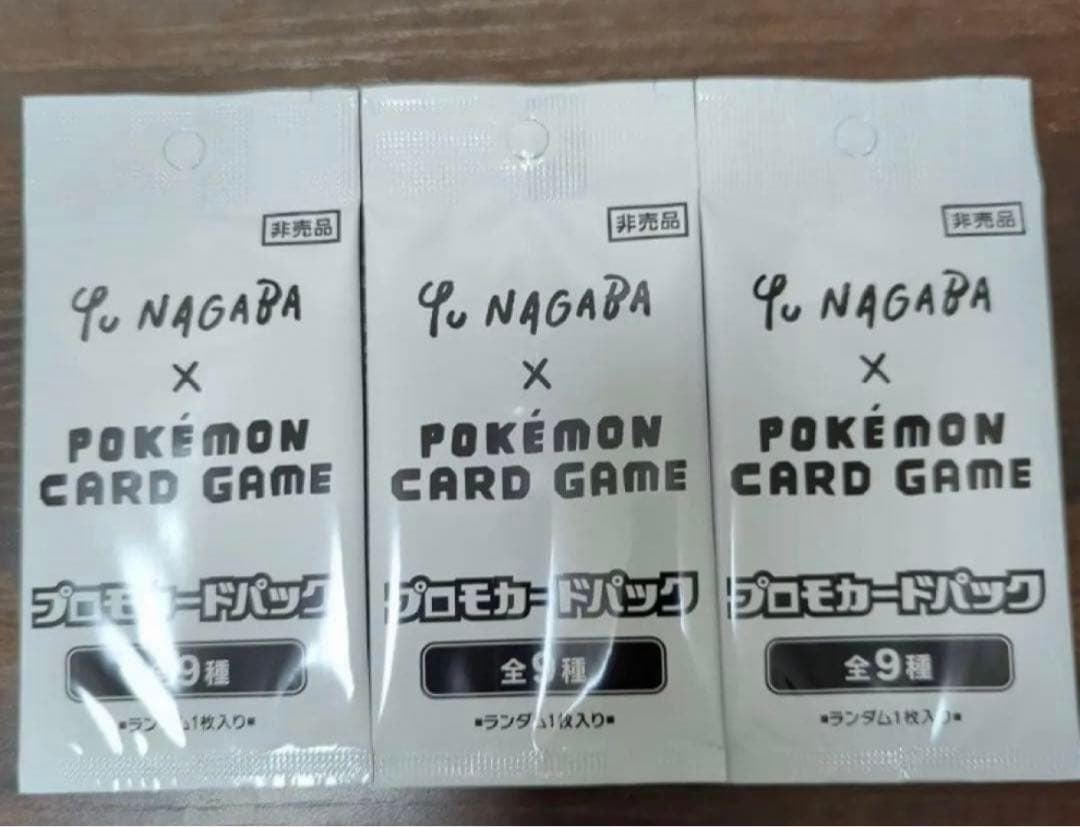 非売品
Yu NAGABA
×
POKÉMON
CARD GAME
プロモカードパック
全9種
■ランダム1枚入り■
非売品
Yu NAGABA
×
POKÉMON
CARD GAME
プロモカードパック
全9種
■ランダム1枚入り■
非売品
Yu NAGABA
×
POKÉMON
CARD GAME
プロモカードパック
全9種
■ランダム1枚入り■